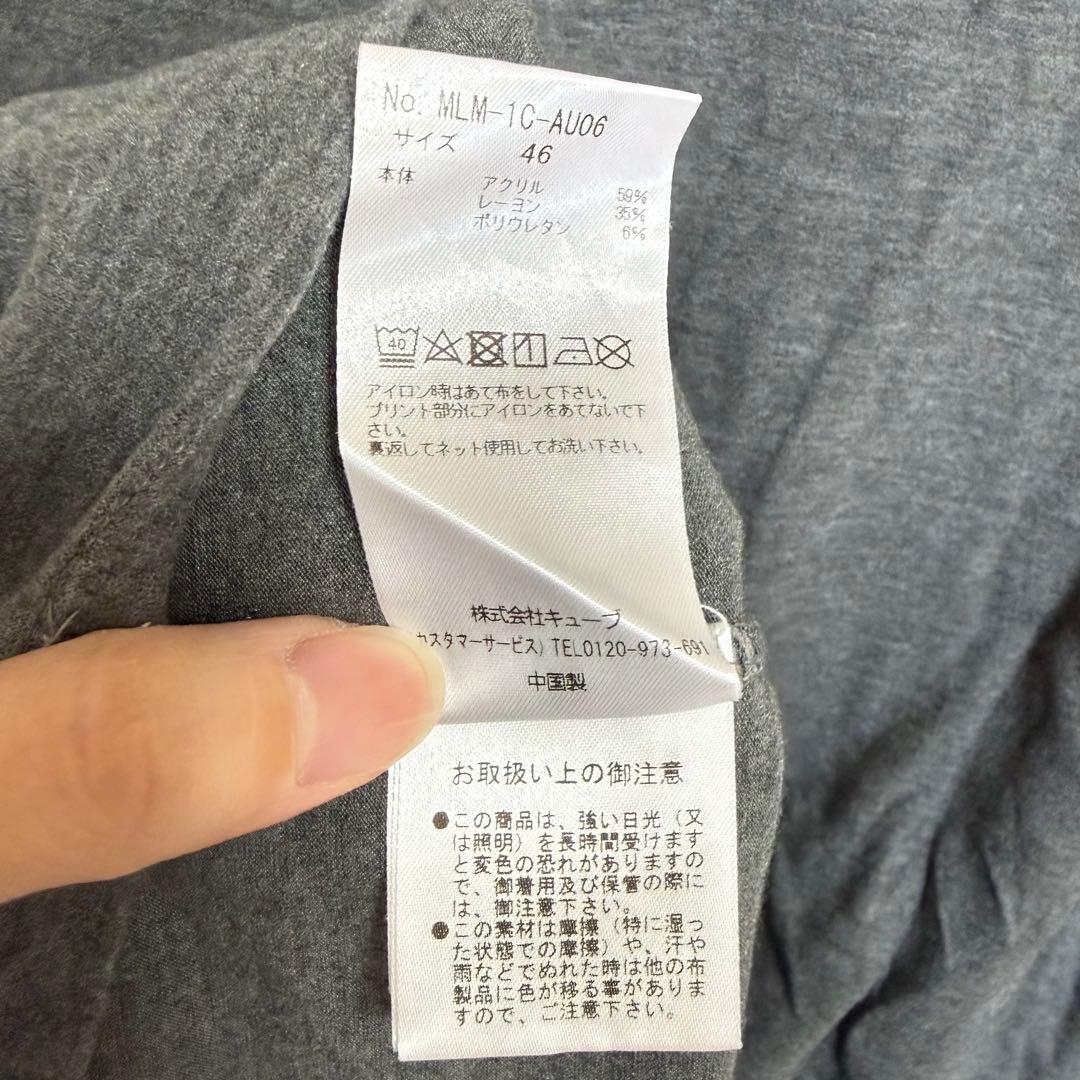 No. MLM-1C-AU06
サイズ 46
本体 アクリル 59%
レーヨン 35%
ポリウレタン 6%
40
アイロン時はあて布をして下さい。
プリント部分にアイロンをあてないで下
さい。
裏返してネット使用してお洗い下さい。
株式会社キューブ
カスタマーサービス) TEL0120-973-691
中国製
お取扱い上の御注意
●この商品は、強い日光(又
は照明)を長時間受けます
と変色の恐れがありますの
で、御着用及び保管の際に
は、御注意下さい。
●この素材は摩擦(特に湿っ
た状態での摩擦)や、汗や
雨などでぬれた時は他の布
製品に色が移る事がありま
すので、ご注意下さい。